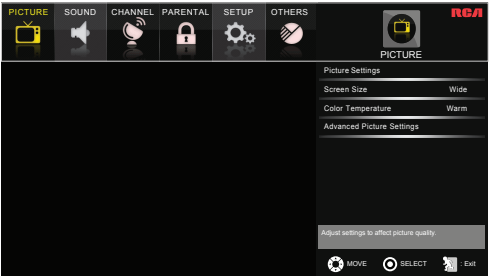 PICTURE SOUND CHANNEL PARENTAL SETUP OTHERS
RCA
PICTURE
Picture Settings
Screen Size Wide
Color Temperature Warm
Advanced Picture Settings
Adjust settings to affect picture quality.
MOVE SELECT : Exit